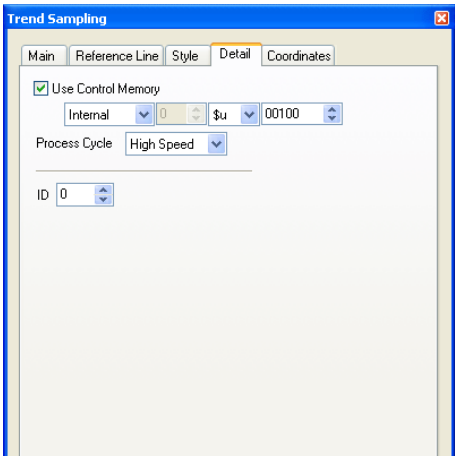 Trend Sampling
Main Reference Line Style Detail Coordinates
Use Control Memory
Internal 0 $u 00100
Process Cycle High Speed
ID 0